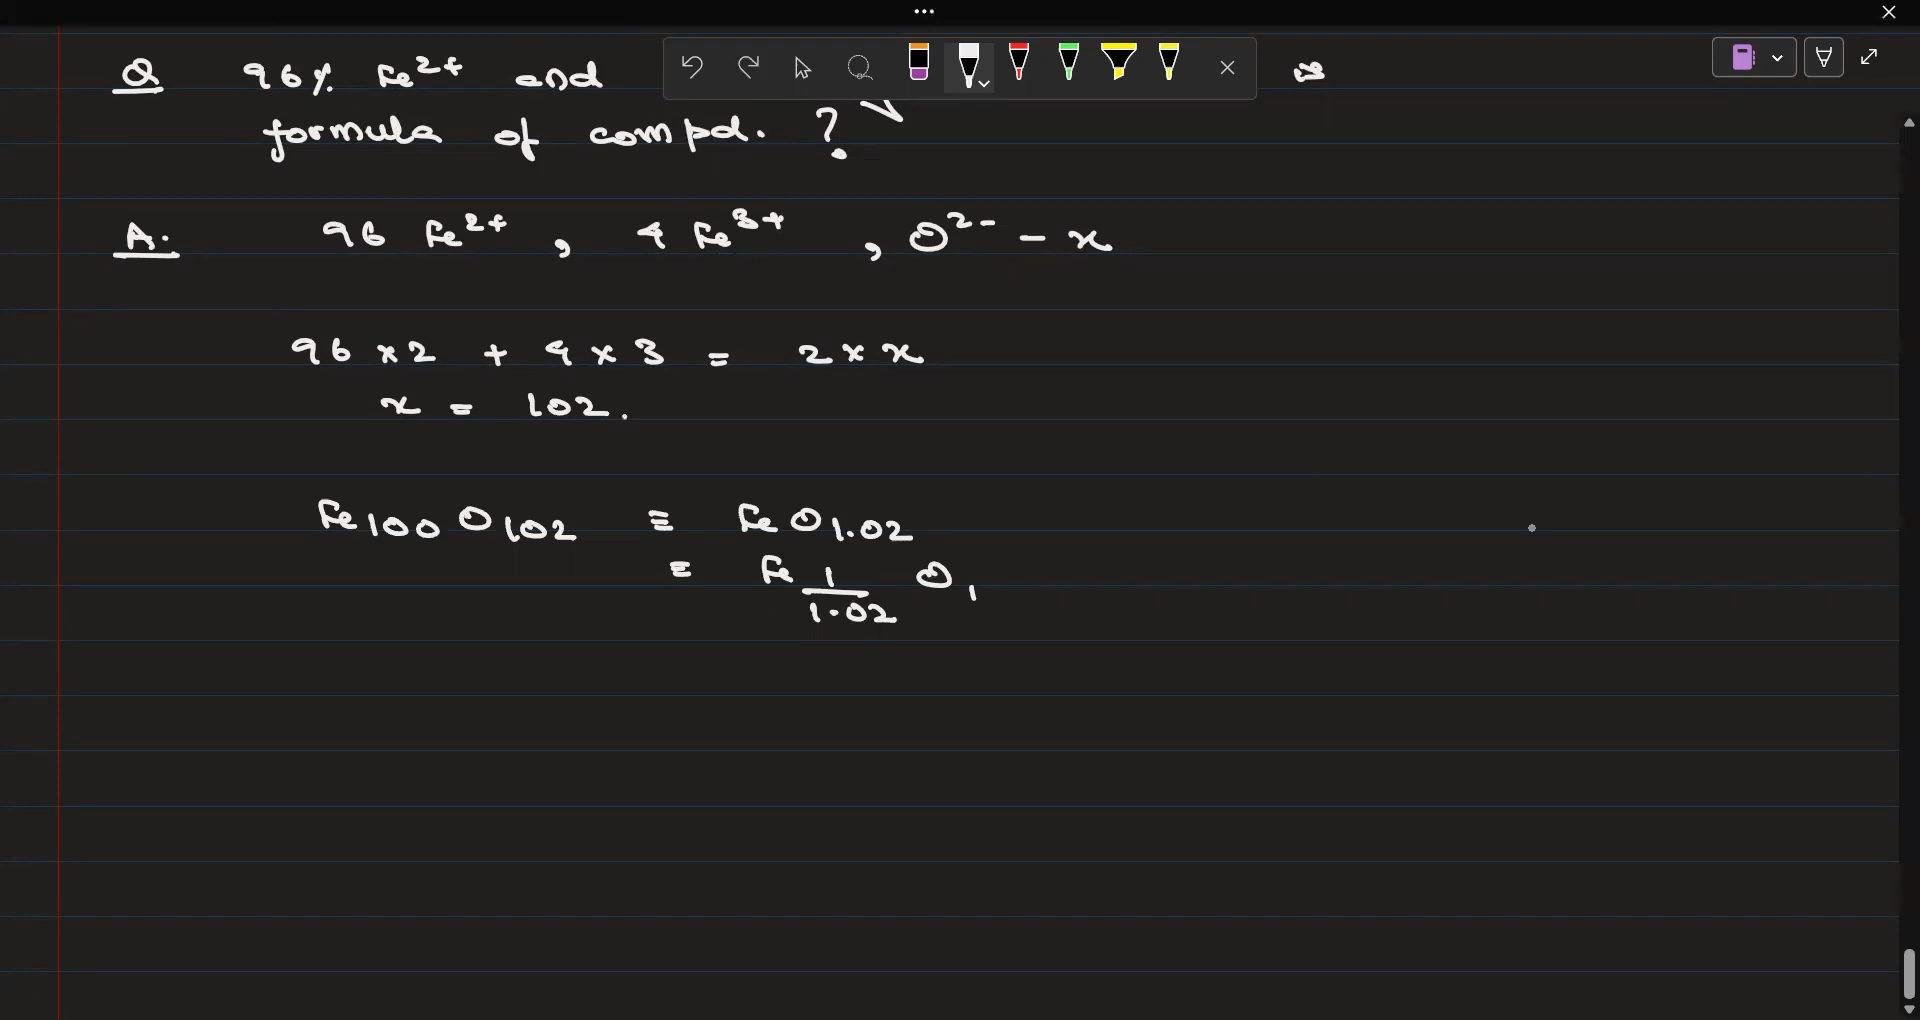 Q 96% Fe²⁺ and
formula of compd. ?
A. 96 Fe²⁺ , 4 Fe³⁺ , O²⁻ - x
96 × 2 + 4 × 3 = 2 × x
x = 102.
Fe₁₀₀ O₁₀₂ ≡ Fe O₁.₀₂
≡ Fe 1/1.02 O₁